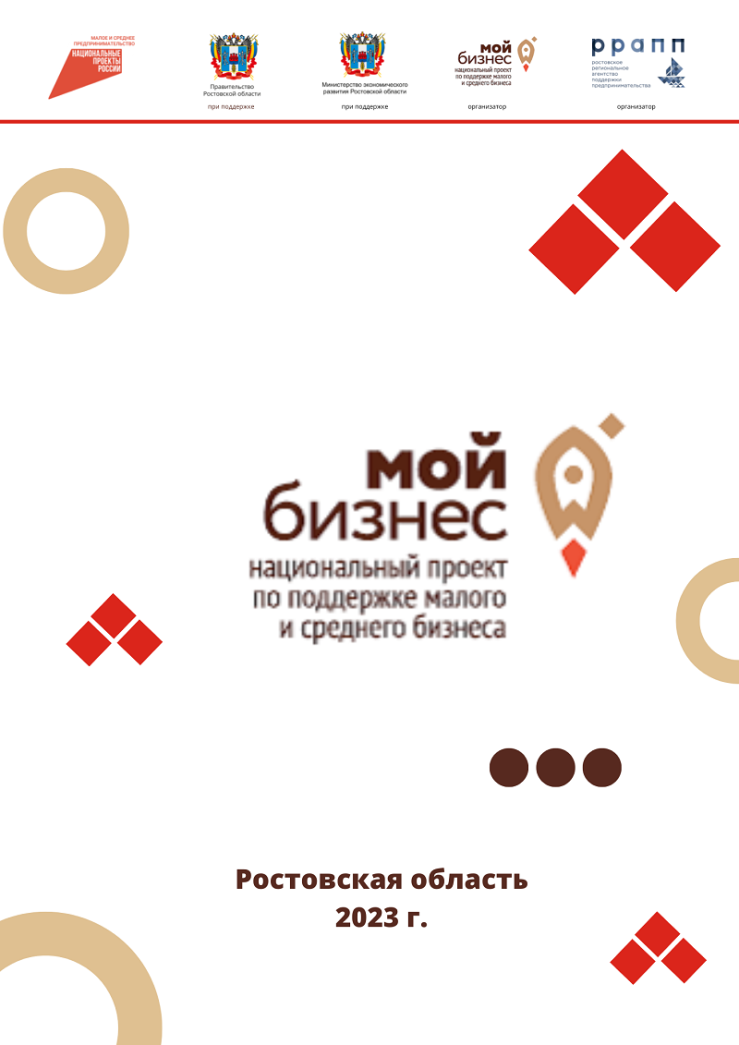 МАЛОЕ И СРЕДНЕЕ
ПРЕДПРИНИМАТЕЛЬСТВО
НАЦИОНАЛЬНЫЕ
ПРОЕКТЫ
РОССИИ
Правительство
Ростовской области
при поддержке
Министерство экономического
развития Ростовской области
при поддержке
мой
бизнес
национальный проект
по поддержке малого
и среднего бизнеса
организатор
ррапп
ростовское
региональное
агентство
поддержки
предпринимательства
организатор
мой
бизнес
национальный проект
по поддержке малого
и среднего бизнеса
Ростовская область
2023 г.